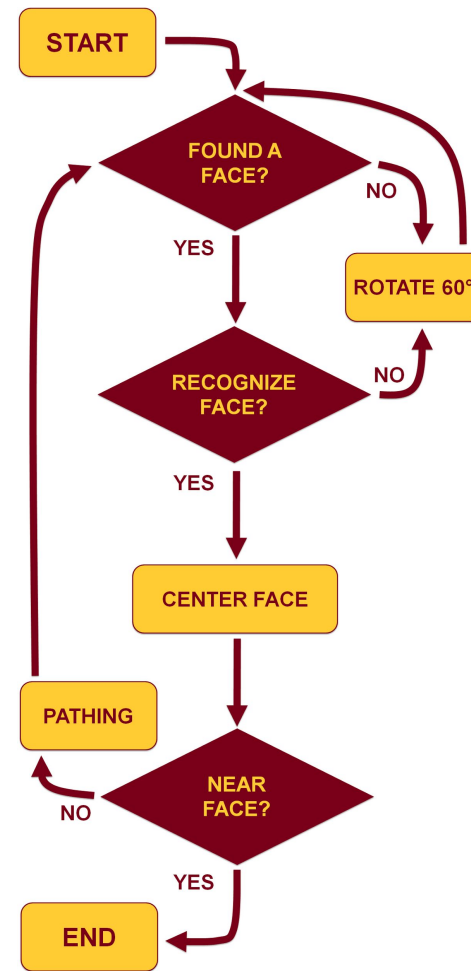 START
FOUND A
FACE?
NO
YES
ROTATE 60°
RECOGNIZE
FACE?
NO
YES
CENTER FACE
PATHING
NEAR
FACE?
NO
YES
END